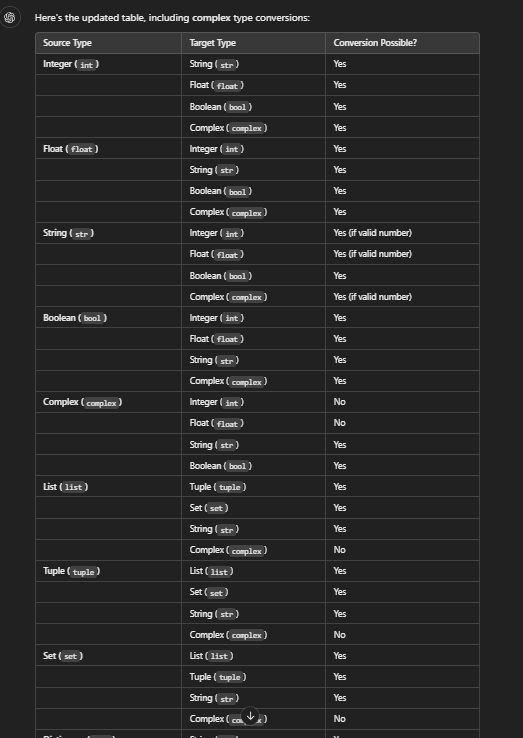 Here's the updated table, including complex type conversions:
Source Type Target Type Conversion Possible?
Integer ( int ) String ( str ) Yes
Float ( float ) Yes
Boolean ( bool ) Yes
Complex ( complex ) Yes
Float ( float ) Integer ( int ) Yes
String ( str ) Yes
Boolean ( bool ) Yes
Complex ( complex ) Yes
String ( str ) Integer ( int ) Yes (if valid number)
Float ( float ) Yes (if valid number)
Boolean ( bool ) Yes
Complex ( complex ) Yes (if valid number)
Boolean ( bool ) Integer ( int ) Yes
Float ( float ) Yes
String ( str ) Yes
Complex ( complex ) Yes
Complex ( complex ) Integer ( int ) No
Float ( float ) No
String ( str ) Yes
Boolean ( bool ) Yes
List ( list ) Tuple ( tuple ) Yes
Set ( set ) Yes
String ( str ) Yes
Complex ( complex ) No
Tuple ( tuple ) List ( list ) Yes
Set ( set ) Yes
String ( str ) Yes
Complex ( complex ) No
Set ( set ) List ( list ) Yes
Tuple ( tuple ) Yes
String ( str ) Yes
Complex ( No